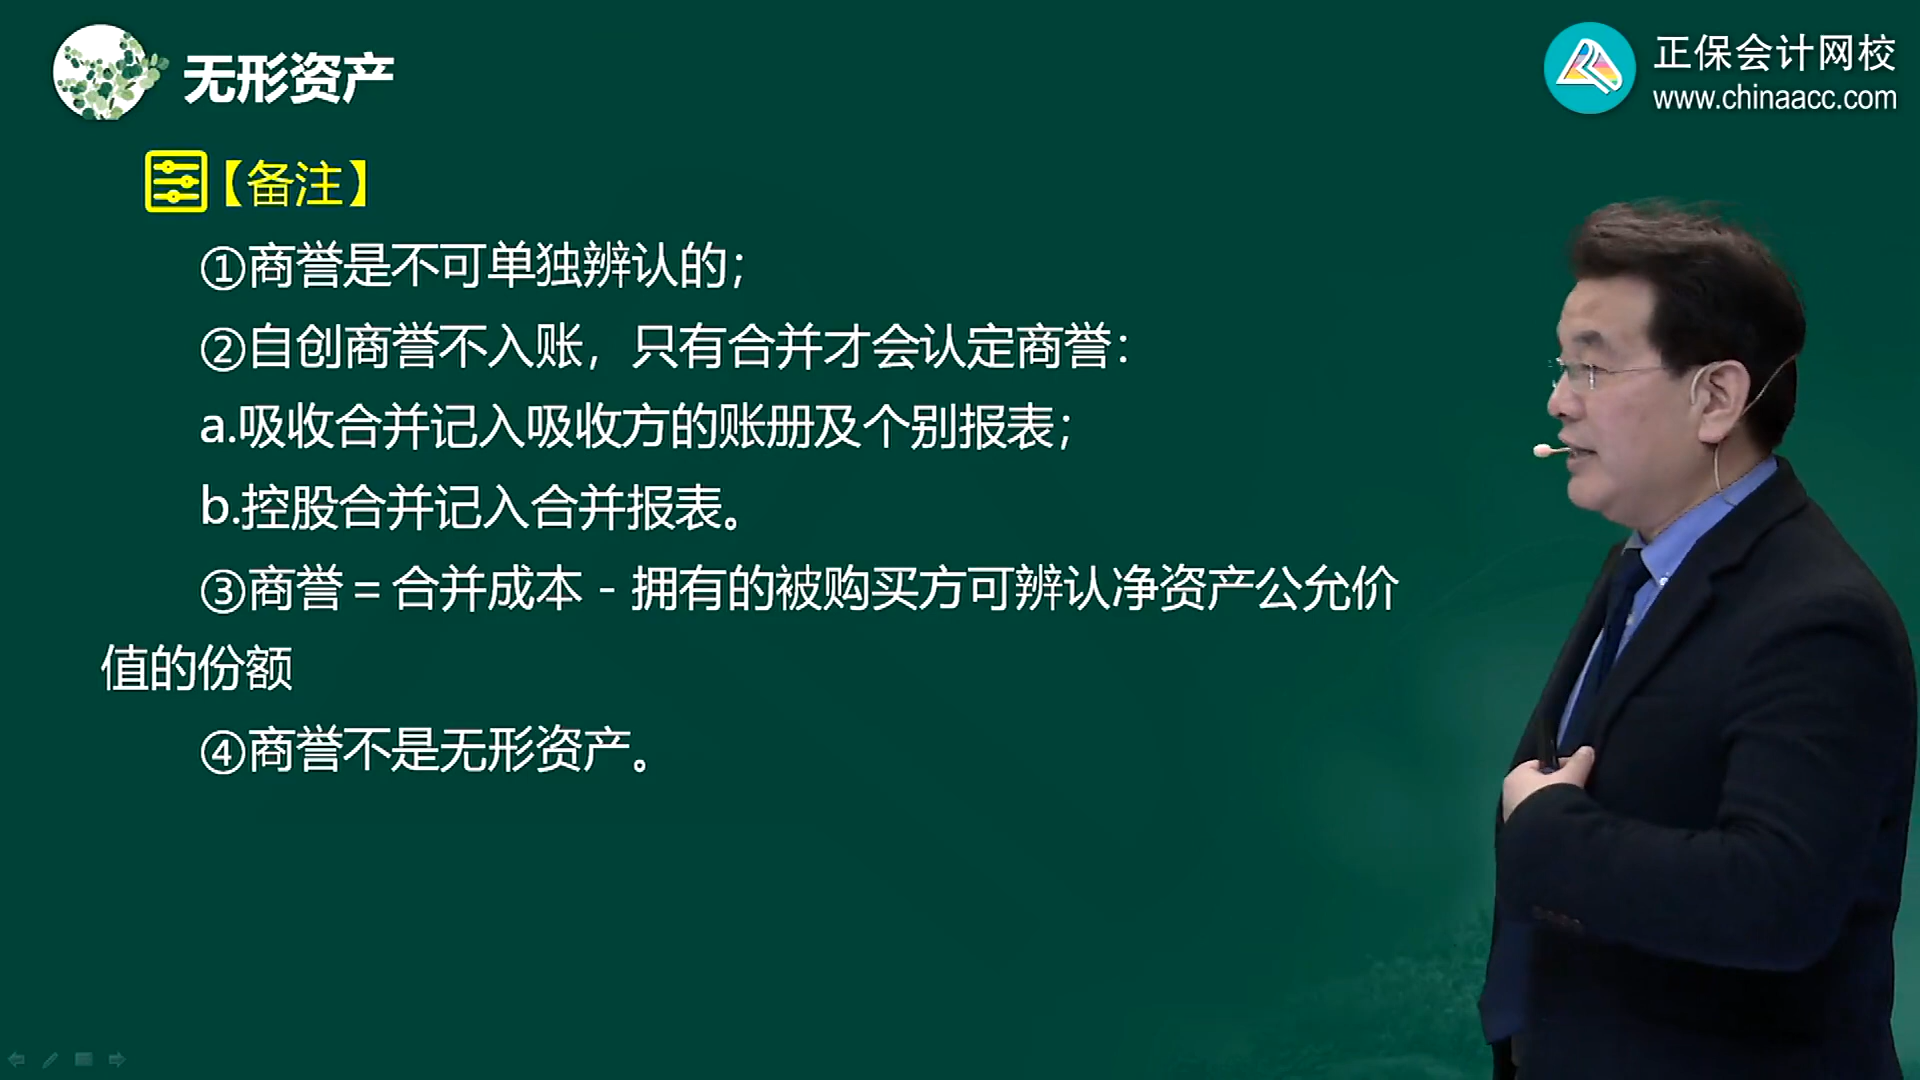 无形资产
正保会计网校
www.chinaacc.com
【备注】
①商誉是不可单独辨认的；
②自创商誉不入账，只有合并才会认定商誉：
a.吸收合并记入吸收方的账册及个别报表；
b.控股合并记入合并报表。
③商誉＝合并成本－拥有的被购买方可辨认净资产公允价
值的份额
④商誉不是无形资产。